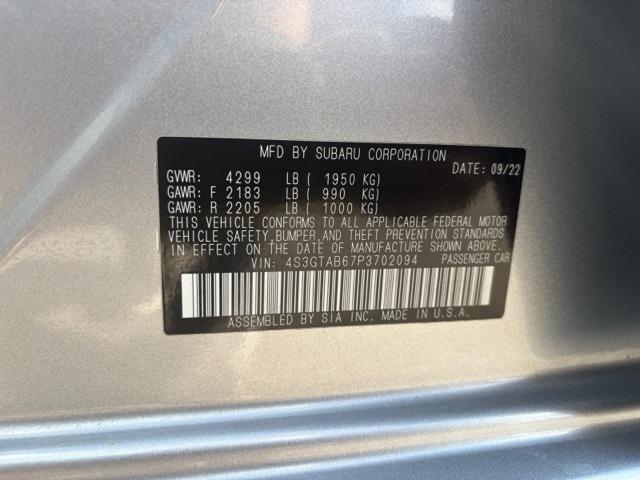 MFD BY SUBARU CORPORATION
DATE: 09/22
GVWR: 4299 LB ( 1950 KG)
GAWR: F 2183 LB ( 990 KG)
GAWR: R 2205 LB ( 1000 KG)
THIS VEHICLE CONFORMS TO ALL APPLICABLE FEDERAL MOTOR
VEHICLE SAFETY,BUMPER,AND THEFT PREVENTION STANDARDS
IN EFFECT ON THE DATE OF MANUFACTURE SHOWN ABOVE.
VIN: 4S3GTAB67P3702094 PASSENGER CAR
ASSEMBLED BY SIA INC. MADE IN U.S.A.